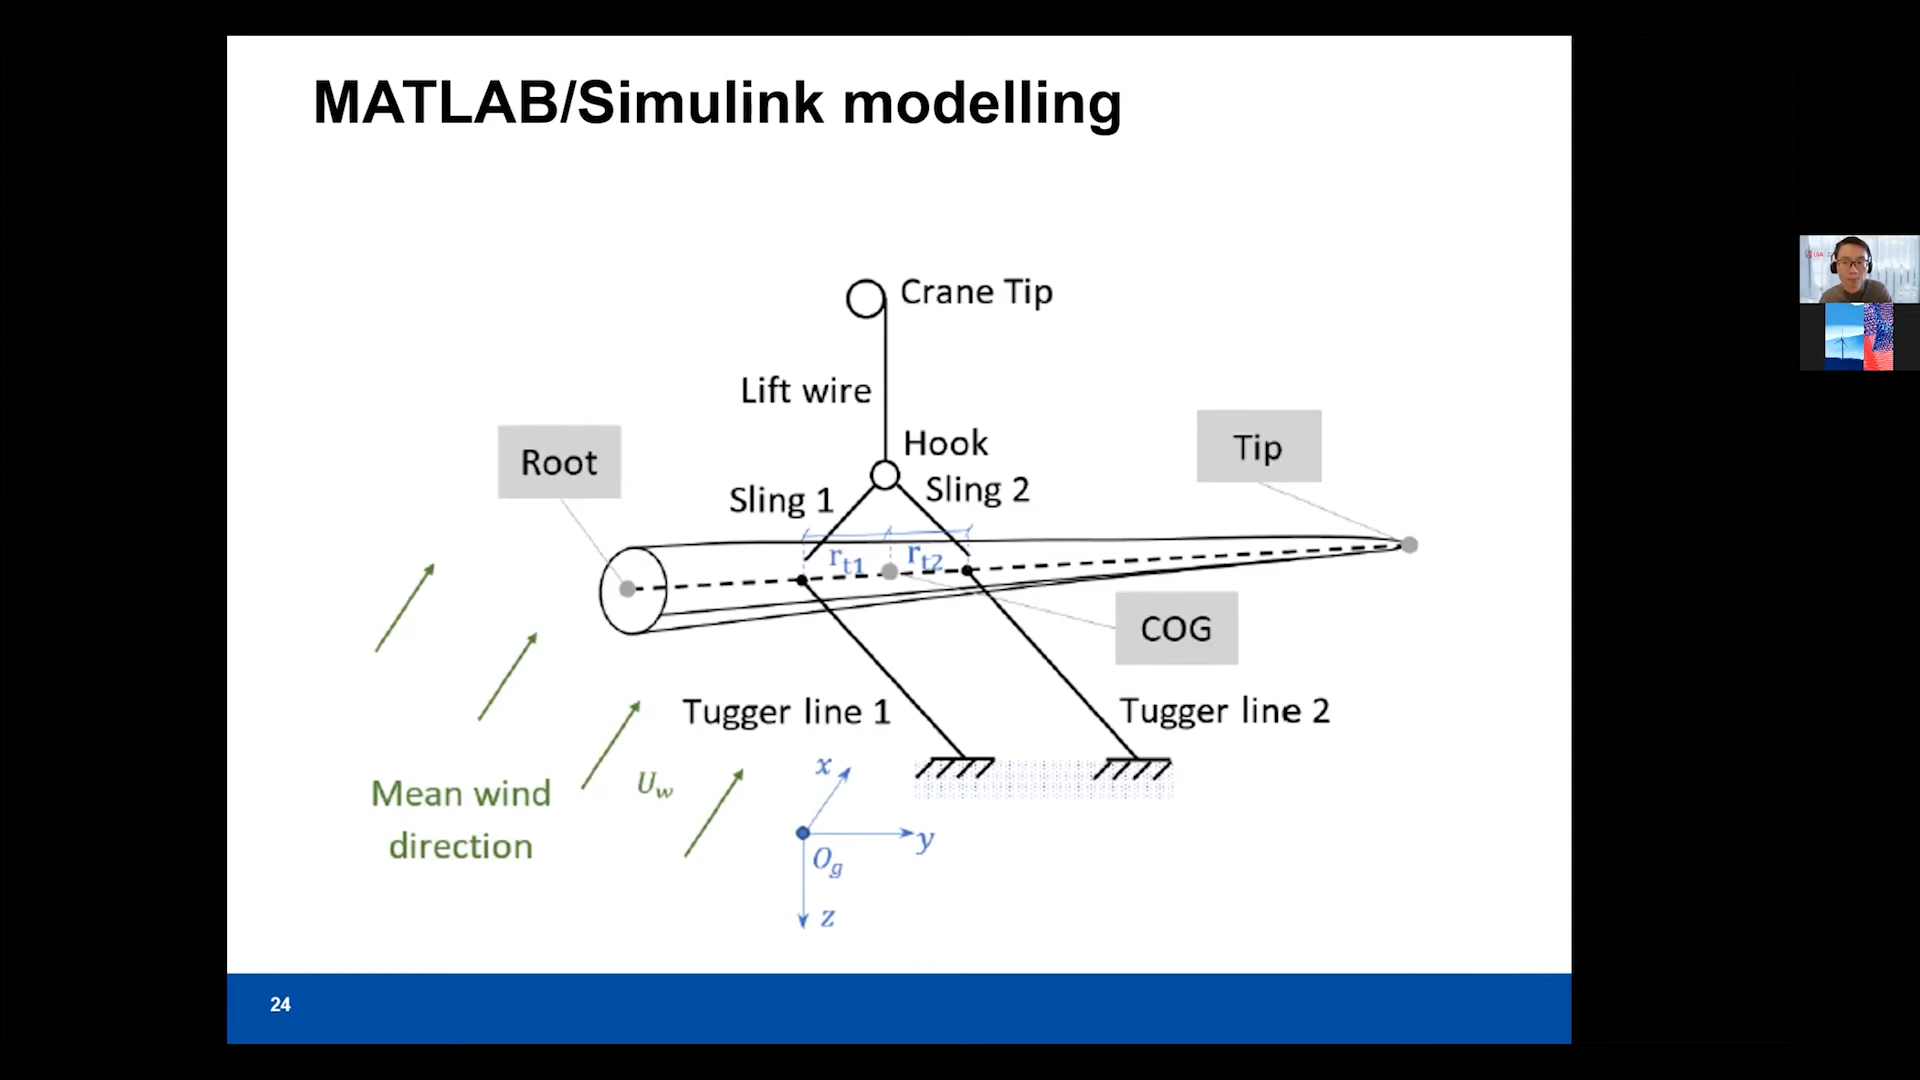 MATLAB/Simulink modelling
Crane Tip
Lift wire
Hook
Root
Tip
Sling 1
Sling 2
rt1
rt2
COG
Tugger line 1
Tugger line 2
Mean wind
direction
Uw
x
y
Og
z
24
UiA